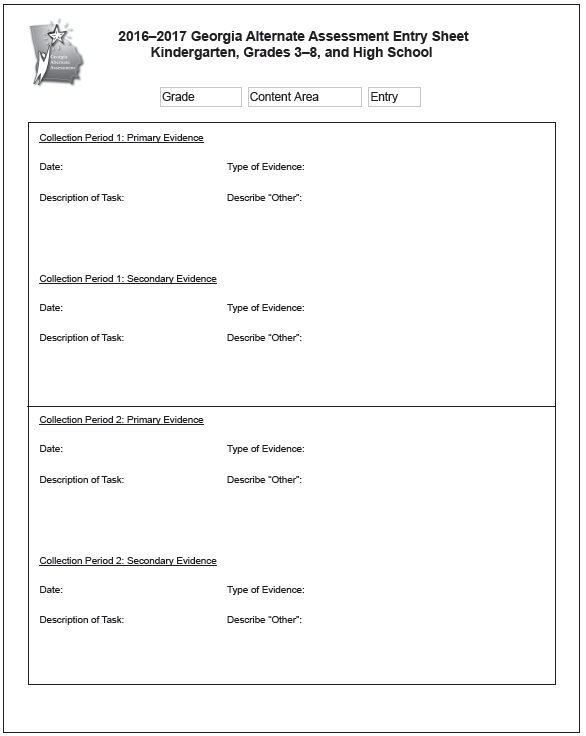 2016–2017 Georgia Alternate Assessment Entry Sheet
Kindergarten, Grades 3–8, and High School
Georgia
Alternate
Assessment
Grade Content Area Entry
Collection Period 1: Primary Evidence
Date: Type of Evidence:
Description of Task: Describe “Other”:
Collection Period 1: Secondary Evidence
Date: Type of Evidence:
Description of Task: Describe “Other”:
Collection Period 2: Primary Evidence
Date: Type of Evidence:
Description of Task: Describe “Other”:
Collection Period 2: Secondary Evidence
Date: Type of Evidence:
Description of Task: Describe “Other”: